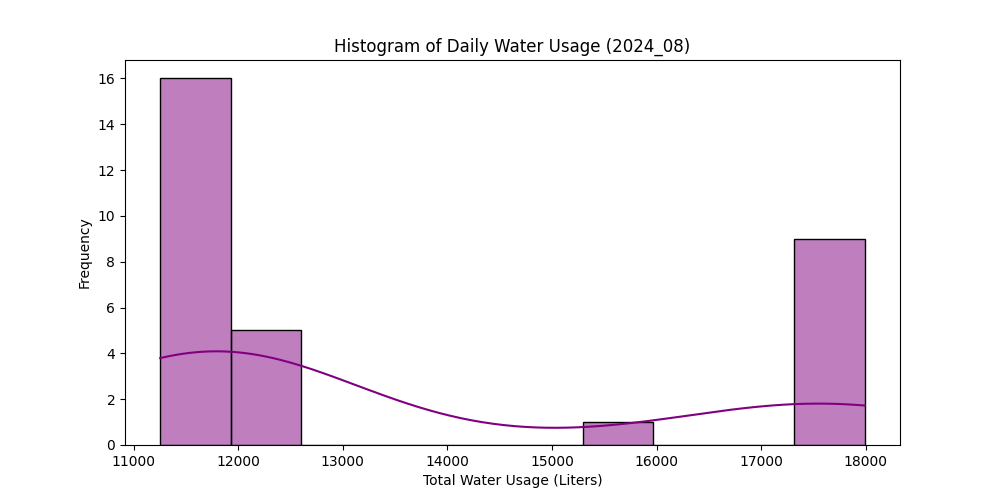 Histogram of Daily Water Usage (2024_08)
Frequency
16
14
12
10
8
6
4
2
0
11000 12000 13000 14000 15000 16000 17000 18000
Total Water Usage (Liters)